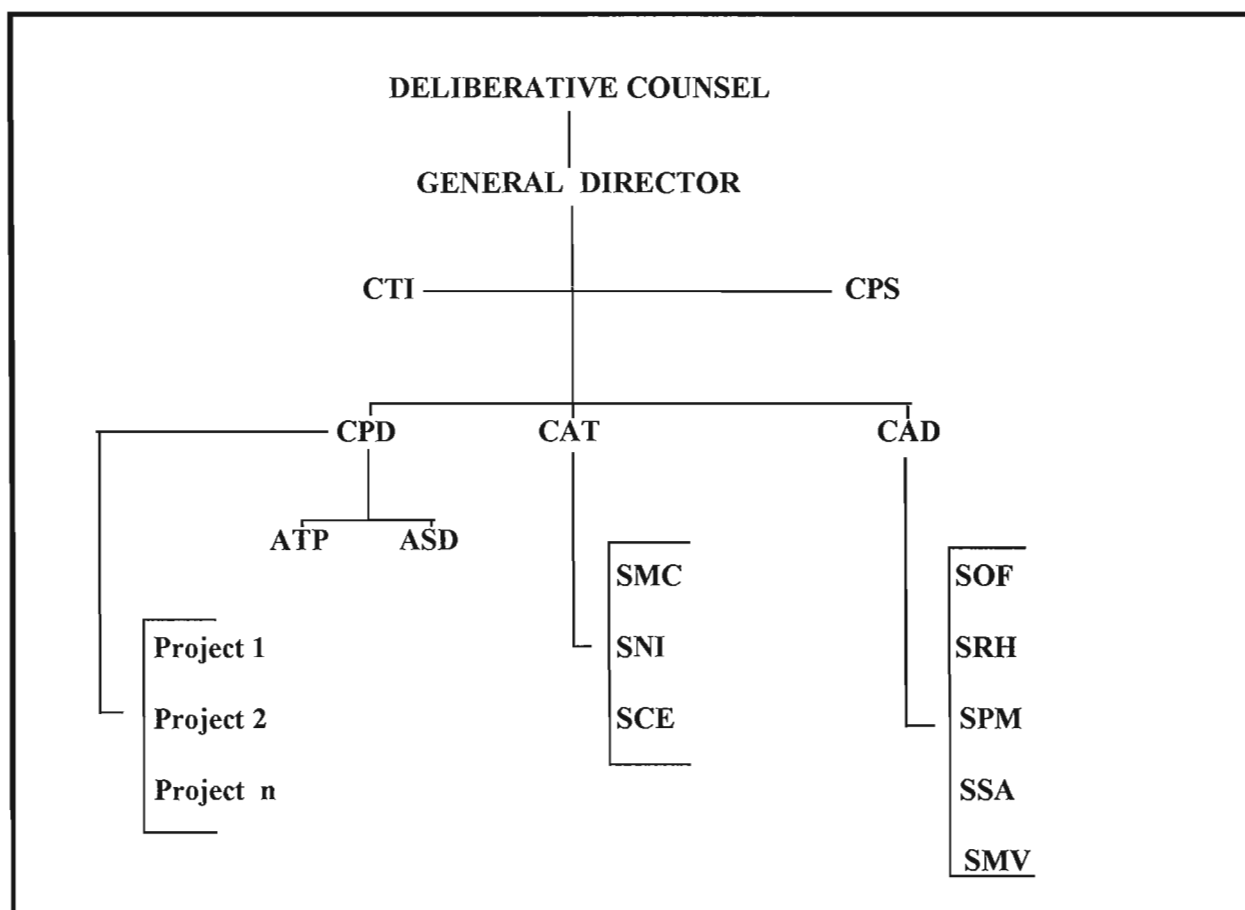 DELIBERATIVE COUNSEL
GENERAL DIRECTOR
CTI CPS
CPD CAT CAD
ATP ASD
Project 1
Project 2
Project n
SMC
SNI
SCE
SOF
SRH
SPM
SSA
SMV